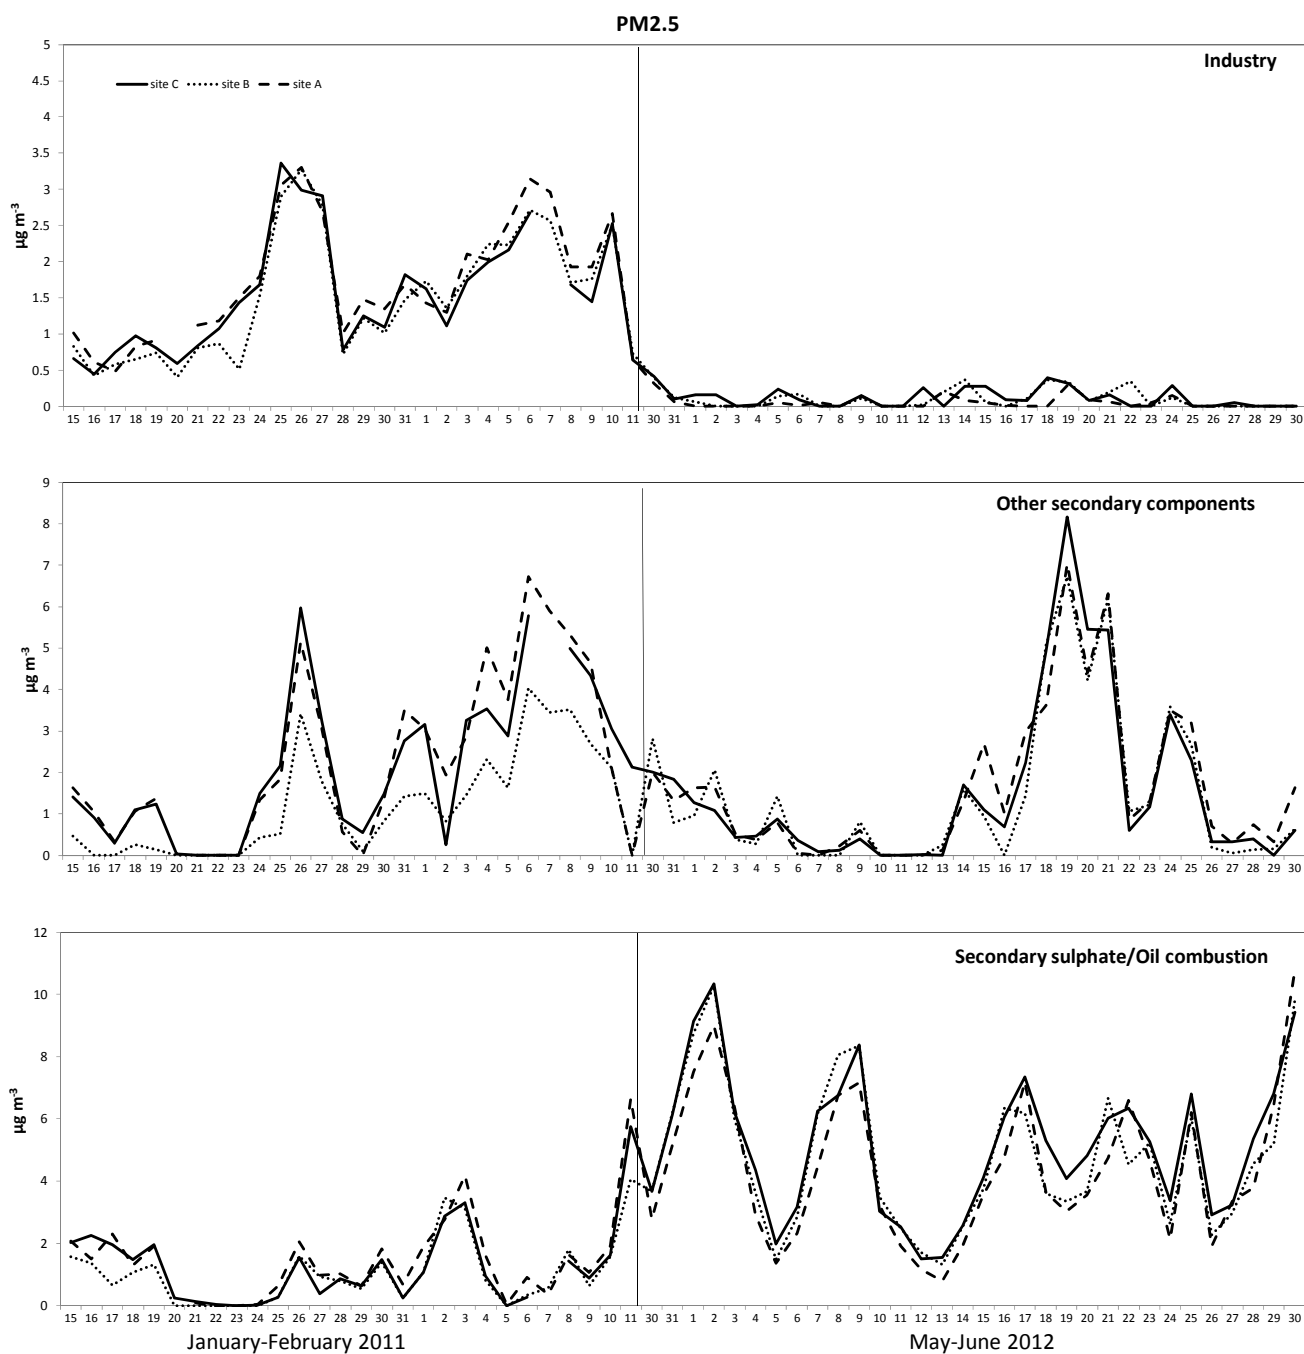 PM2.5
5
4.5
4
3.5
3
2.5
2
1.5
1
0.5
0
µg m-3
Industry
site C site B site A
15 16 17 18 19 20 21 22 23 24 25 26 27 28 29 30 31 1 2 3 4 5 6 7 8 9 10 11 30 31 1 2 3 4 5 6 7 8 9 10 11 12 13 14 15 16 17 18 19 20 21 22 23 24 25 26 27 28 29 30
9
8
7
6
5
4
3
2
1
0
µg m-3
Other secondary components
15 16 17 18 19 20 21 22 23 24 25 26 27 28 29 30 31 1 2 3 4 5 6 7 8 9 10 11 30 31 1 2 3 4 5 6 7 8 9 10 11 12 13 14 15 16 17 18 19 20 21 22 23 24 25 26 27 28 29 30
12
10
8
6
4
2
0
µg m-3
Secondary sulphate/Oil combustion
15 16 17 18 19 20 21 22 23 24 25 26 27 28 29 30 31 1 2 3 4 5 6 7 8 9 10 11 30 31 1 2 3 4 5 6 7 8 9 10 11 12 13 14 15 16 17 18 19 20 21 22 23 24 25 26 27 28 29 30
January-February 2011 May-June 2012